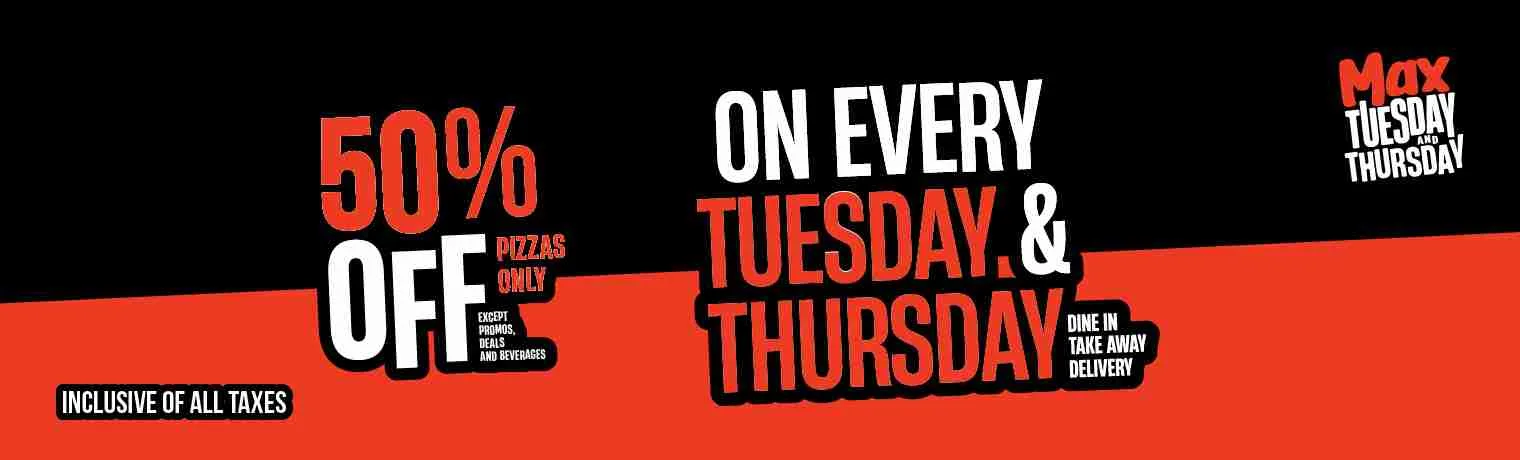 50%
OFF
PIZZAS
ONLY
EXCEPT
PROMOS,
DEALS
AND BEVERAGES
INCLUSIVE OF ALL TAXES
ON EVERY
TUESDAY. &
THURSDAY
DINE IN
TAKE AWAY
DELIVERY
Max
TUESDAY
AND
THURSDAY